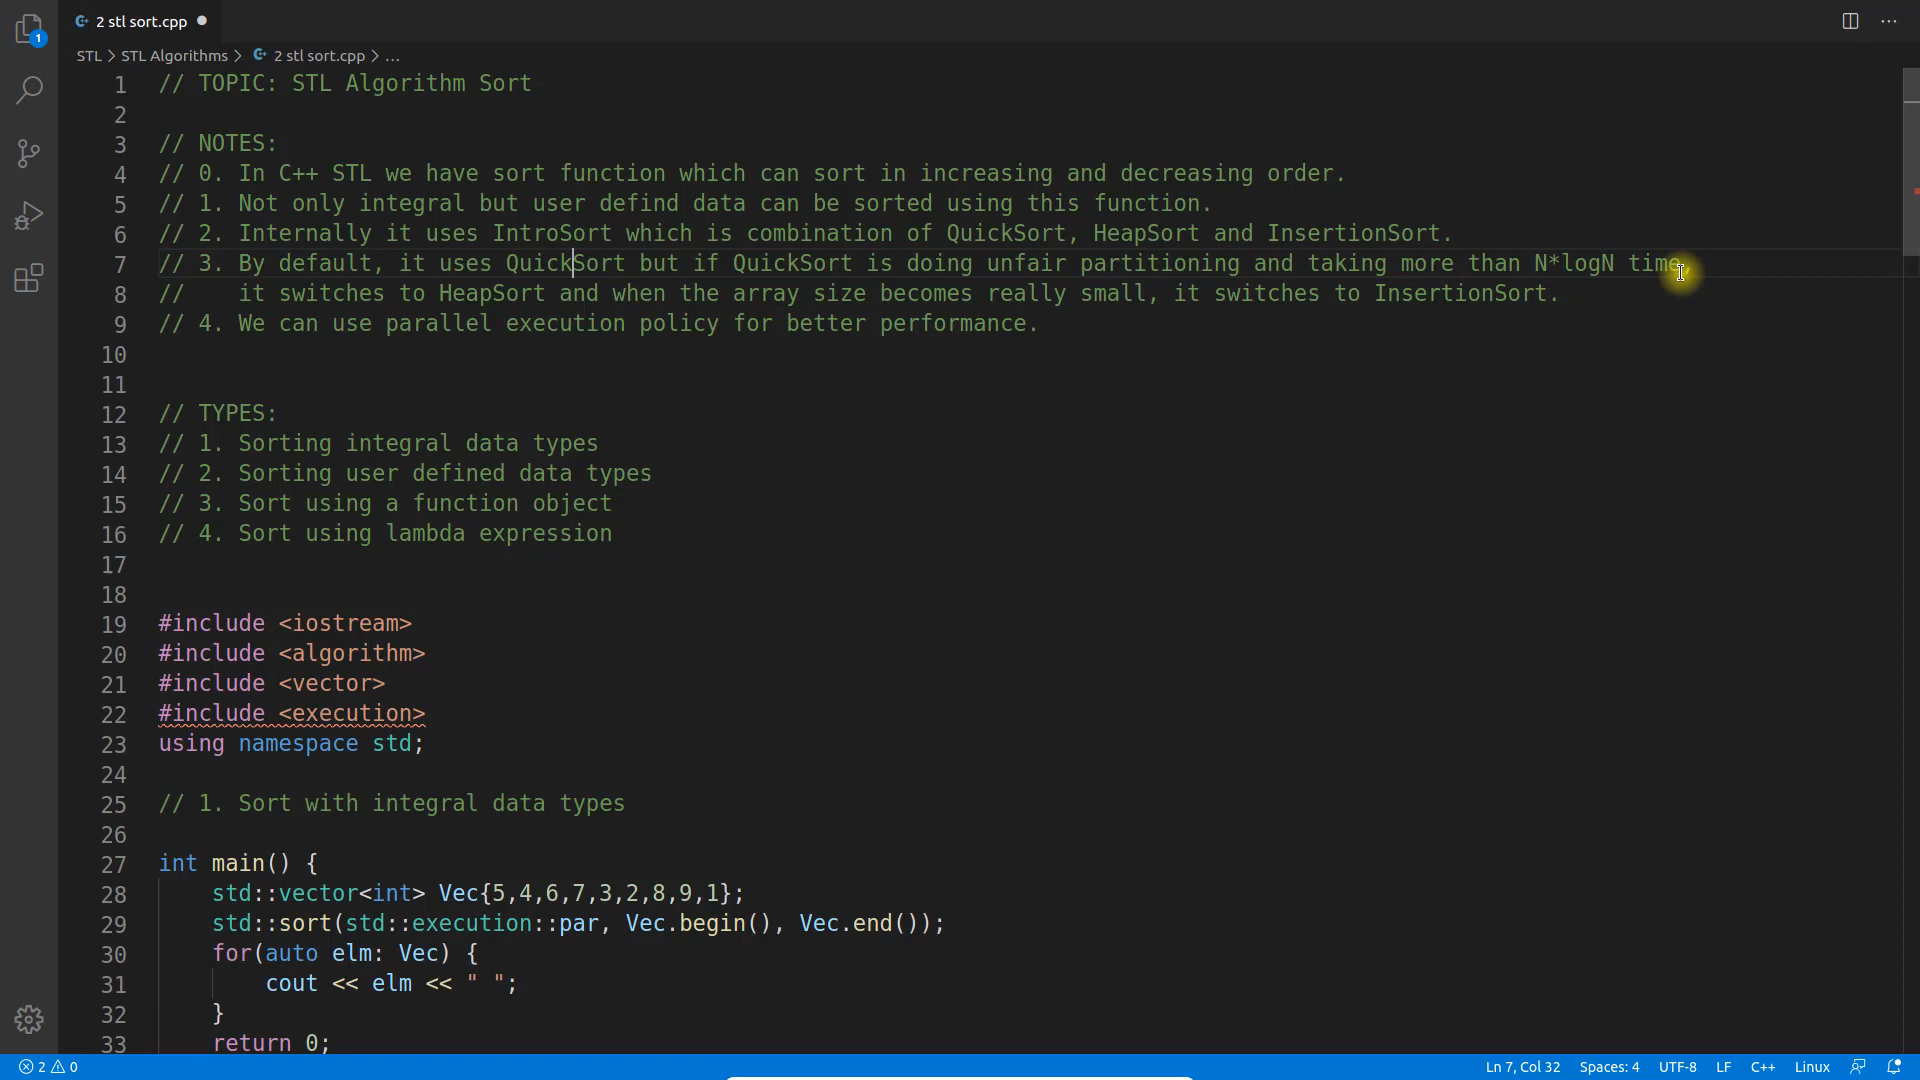 1
2 stl sort.cpp
STL > STL Algorithms > 2 stl sort.cpp > ...
1 // TOPIC: STL Algorithm Sort
2
3 // NOTES:
4 // 0. In C++ STL we have sort function which can sort in increasing and decreasing order.
5 // 1. Not only integral but user defind data can be sorted using this function.
6 // 2. Internally it uses IntroSort which is combination of QuickSort, HeapSort and InsertionSort.
7 // 3. By default, it uses QuickSort but if QuickSort is doing unfair partitioning and taking more than N*logN time,
8 //    it switches to HeapSort and when the array size becomes really small, it switches to InsertionSort.
9 // 4. We can use parallel execution policy for better performance.
10
11
12 // TYPES:
13 // 1. Sorting integral data types
14 // 2. Sorting user defined data types
15 // 3. Sort using a function object
16 // 4. Sort using lambda expression
17
18
19 #include <iostream>
20 #include <algorithm>
21 #include <vector>
22 #include <execution>
23 using namespace std;
24
25 // 1. Sort with integral data types
26
27 int main() {
28     std::vector<int> Vec{5,4,6,7,3,2,8,9,1};
29     std::sort(std::execution::par, Vec.begin(), Vec.end());
30     for(auto elm: Vec) {
31         cout << elm << " ";
32     }
33     return 0;
2 0 Ln 7, Col 32 Spaces: 4 UTF-8 LF C++ Linux